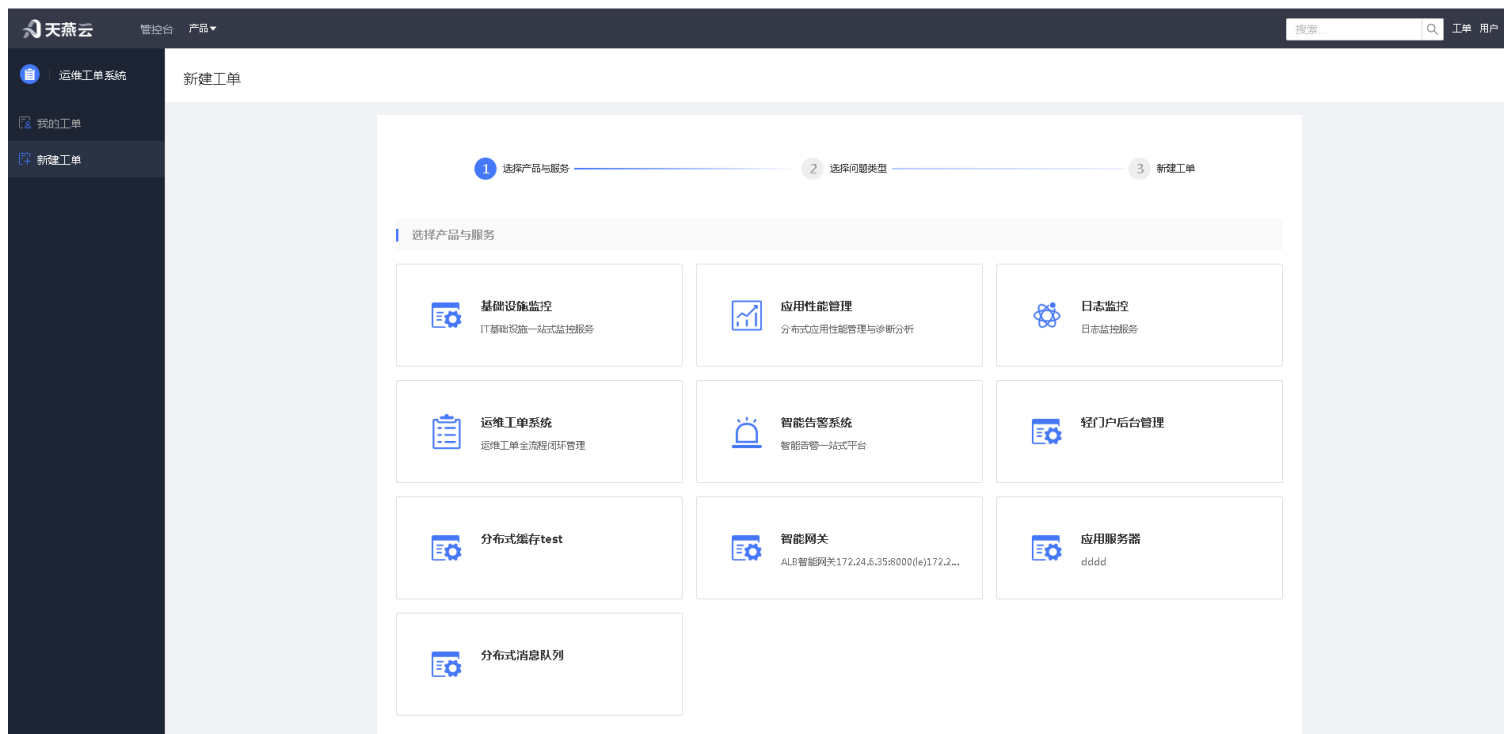 天燕云
管控台 产品▾
搜索...
工单 用户
运维工单系统
新建工单
我的工单
新建工单
1 选择产品与服务
2 选择问题类型
3 新建工单
选择产品与服务
基础设施监控
IT基础设施一站式监控服务
应用性能管理
分布式应用性能管理与诊断分析
日志监控
日志监控服务
运维工单系统
运维工单全流程闭环管理
智能告警系统
智能告警一站式平台
轻门户后台管理
分布式缓存test
智能网关
ALB智能网关172.24.6.35:8000(le)172.2...
应用服务器
dddd
分布式消息队列